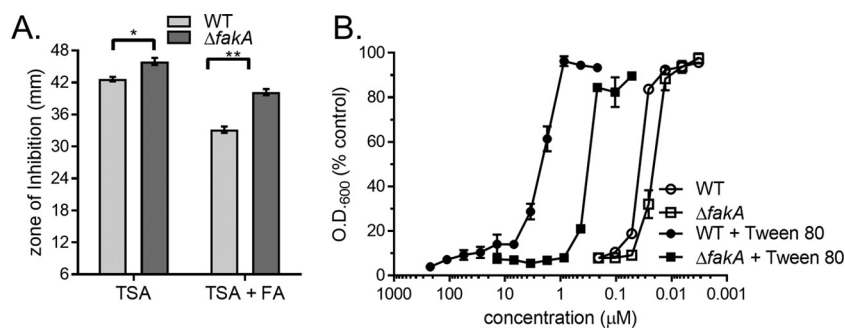 A.
WT
ΔfakA
*
**
zone of Inhibition (mm)
48
42
36
30
24
18
12
6
TSA
TSA + FA
B.
O.D.600 (% control)
100
80
60
40
20
0
1000
100
10
1
0.1
0.01
0.001
concentration (µM)
WT
ΔfakA
WT + Tween 80
ΔfakA + Tween 80